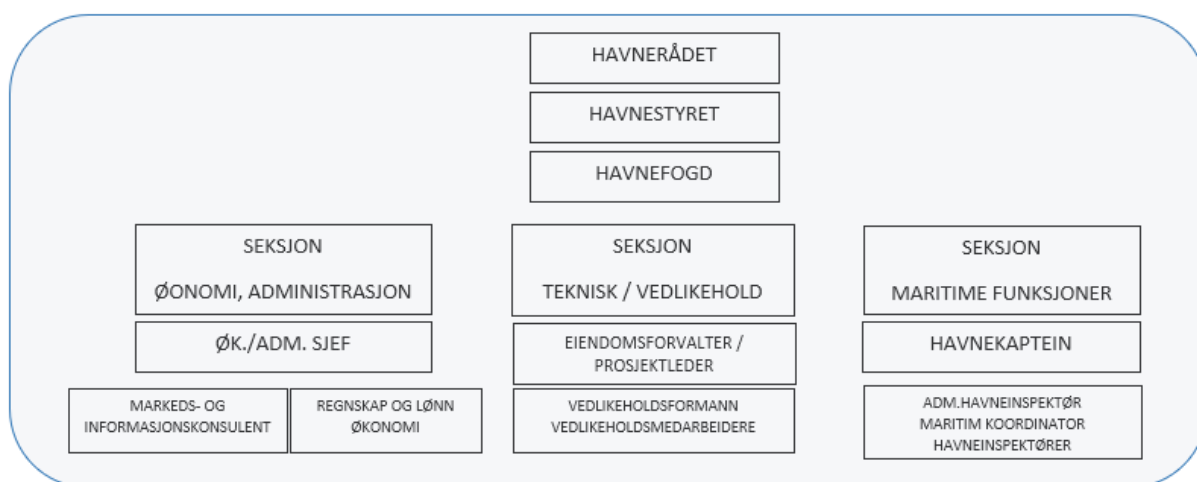 HAVNERÅDET
HAVNESTYRET
HAVNEFOGD
SEKSJON
ØONOMI, ADMINISTRASJON
ØK./ADM. SJEF
MARKEDS- OG
INFORMASJONSKONSULENT
REGNSKAP OG LØNN
ØKONOMI
SEKSJON
TEKNISK / VEDLIKEHOLD
EIENDOMSFORVALTER /
PROSJEKTLEDER
VEDLIKEHOLDSFORMANN
VEDLIKEHOLDSMEDARBEIDERE
SEKSJON
MARITIME FUNKSJONER
HAVNEKAPTEIN
ADM.HAVNEINSPEKTØR
MARITIM KOORDINATOR
HAVNEINSPEKTØRER